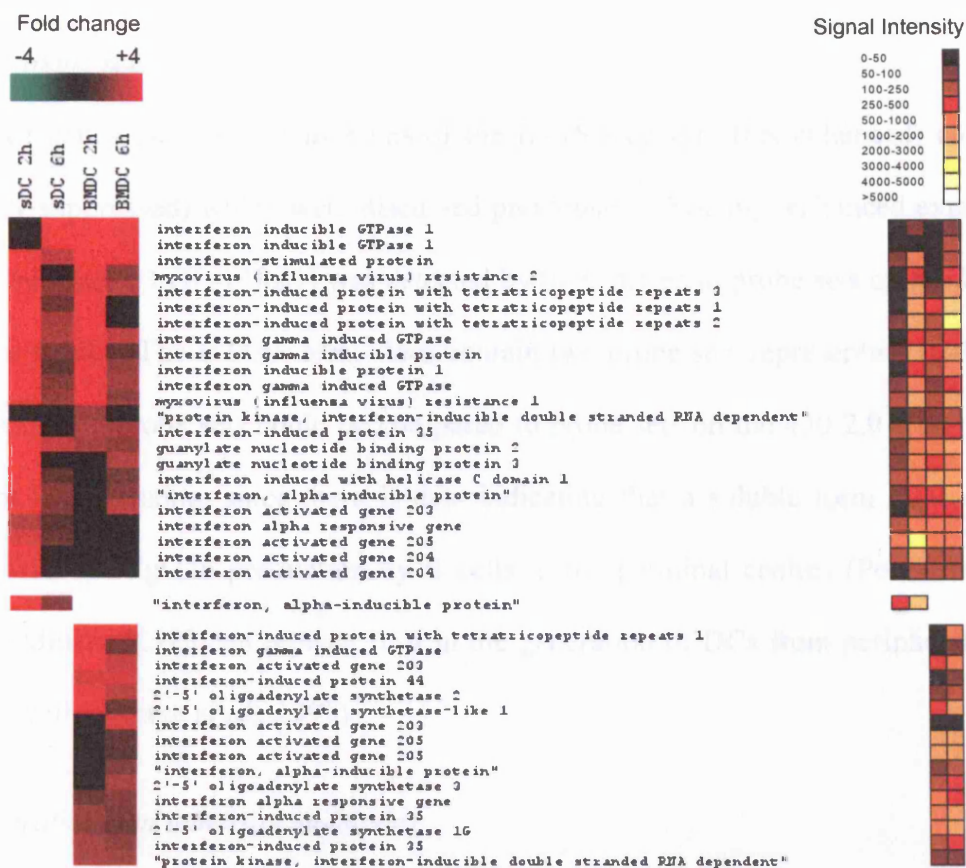 Fold change
Signal Intensity
-4 +4
0-50
50-100
100-250
250-500
500-1000
1000-2000
2000-3000
3000-4000
4000-5000
>5000
sDC 2h
sDC 6h
BMDC 2h
BMDC 6h
interferon inducible GTPase 1
interferon inducible GTPase 1
interferon-stimulated protein
myxovirus (influensa virus) resistance 2
interferon-induced protein with tetratricopeptide repeats 3
interferon-induced protein with tetratricopeptide repeats 1
interferon-induced protein with tetratricopeptide repeats 2
interferon gamma induced GTPase
interferon gamma inducible protein
interferon inducible protein 1
interferon gamma induced GTPase
myxovirus (influensa virus) resistance 1
"protein kinase, interferon-inducible double stranded RNA dependent"
interferon-induced protein 35
guanylate nucleotide binding protein 2
guanylate nucleotide binding protein 3
interferon induced with helicase C domain 1
"interferon, alpha-inducible protein"
interferon activated gene 203
interferon alpha responsive gene
interferon activated gene 205
interferon activated gene 204
interferon activated gene 204
"interferon, alpha-inducible protein"
interferon-induced protein with tetratricopeptide repeats 1
interferon gamma induced GTPase
interferon activated gene 203
interferon-induced protein 44
2'-5' oligoadenylate synthetase 2
2'-5' oligoadenylate synthetase-like 1
interferon activated gene 203
interferon activated gene 205
interferon activated gene 205
"interferon, alpha-inducible protein"
2'-5' oligoadenylate synthetase 3
interferon alpha responsive gene
interferon-induced protein 35
2'-5' oligoadenylate synthetase 1G
interferon-induced protein 35
"protein kinase, interferon-inducible double stranded RNA dependent"